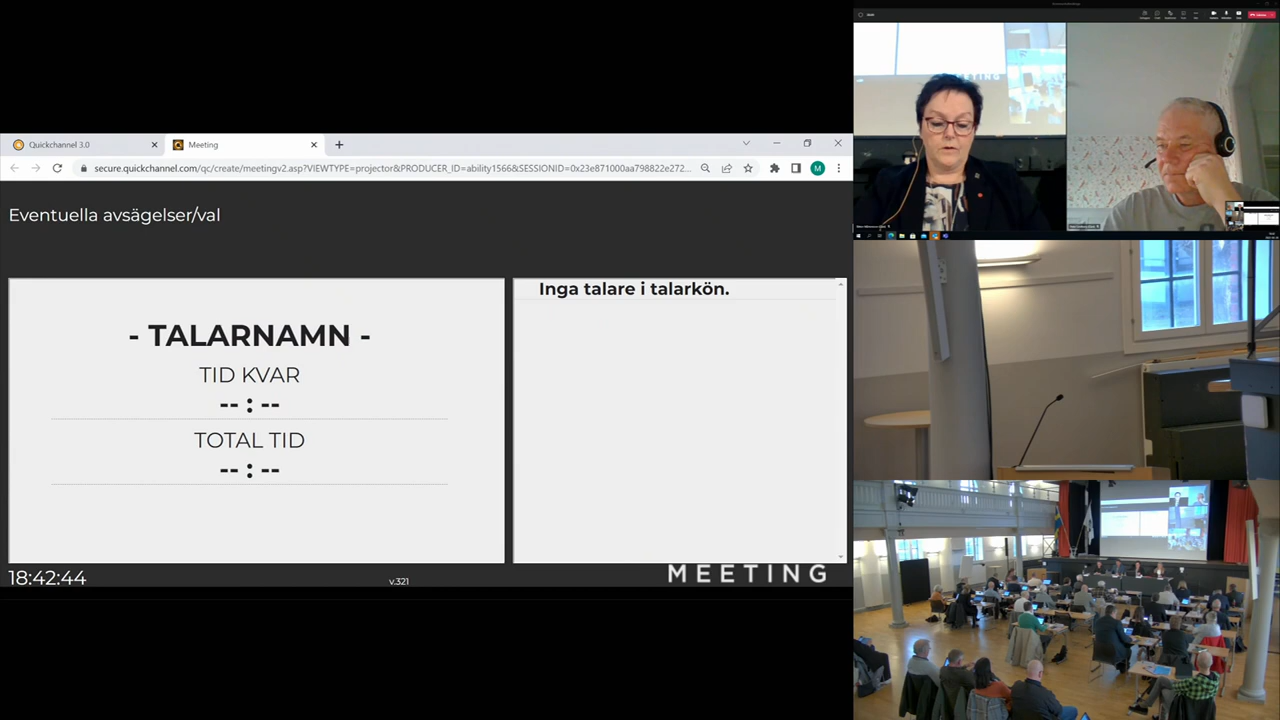 Quickchannel 3.0
Meeting
secure.quickchannel.com/qc/create/meetingv2.asp?VIEWTYPE=projector&PRODUCER_ID=ability1566&SESSIONID=0x23e871000aa798822e272...
M
Eventuella avsägelser/val
- TALARNAMN -
TID KVAR
-- : --
TOTAL TID
-- : --
Inga talare i talarkön.
18:42:44
v.321
MEETING